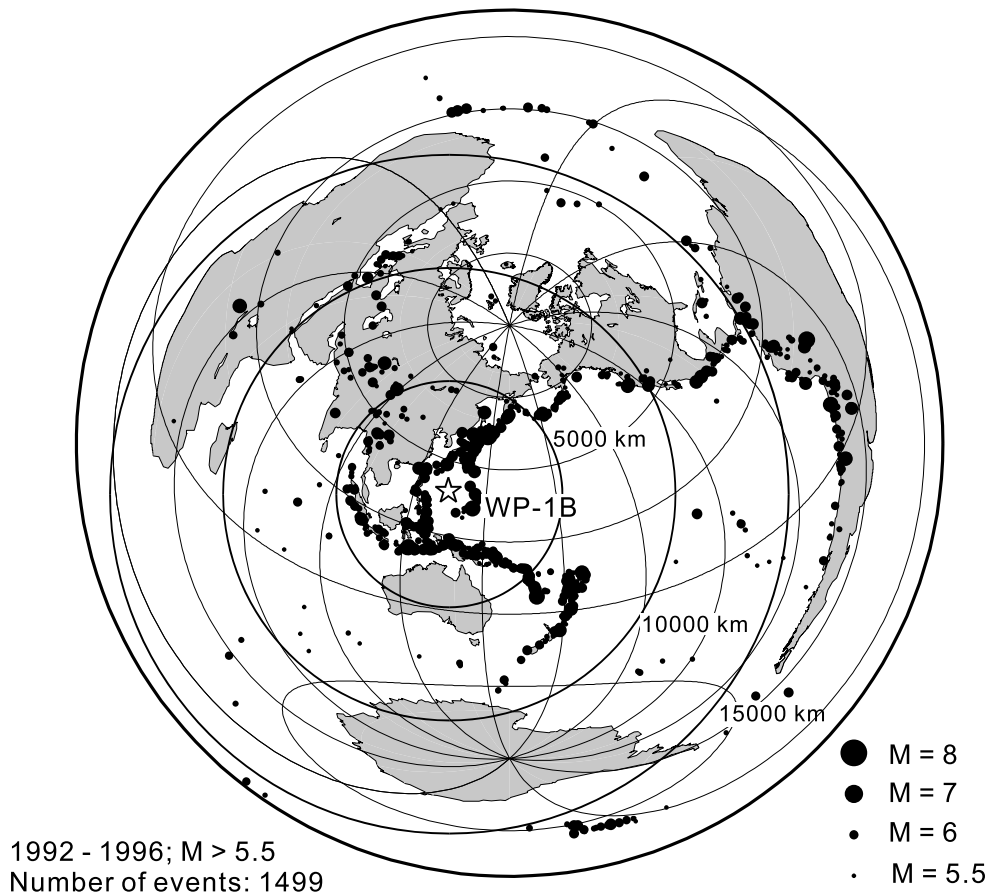 5000 km
WP-1B
10000 km
15000 km
M = 8
M = 7
M = 6
M = 5.5
1992 - 1996; M > 5.5
Number of events: 1499